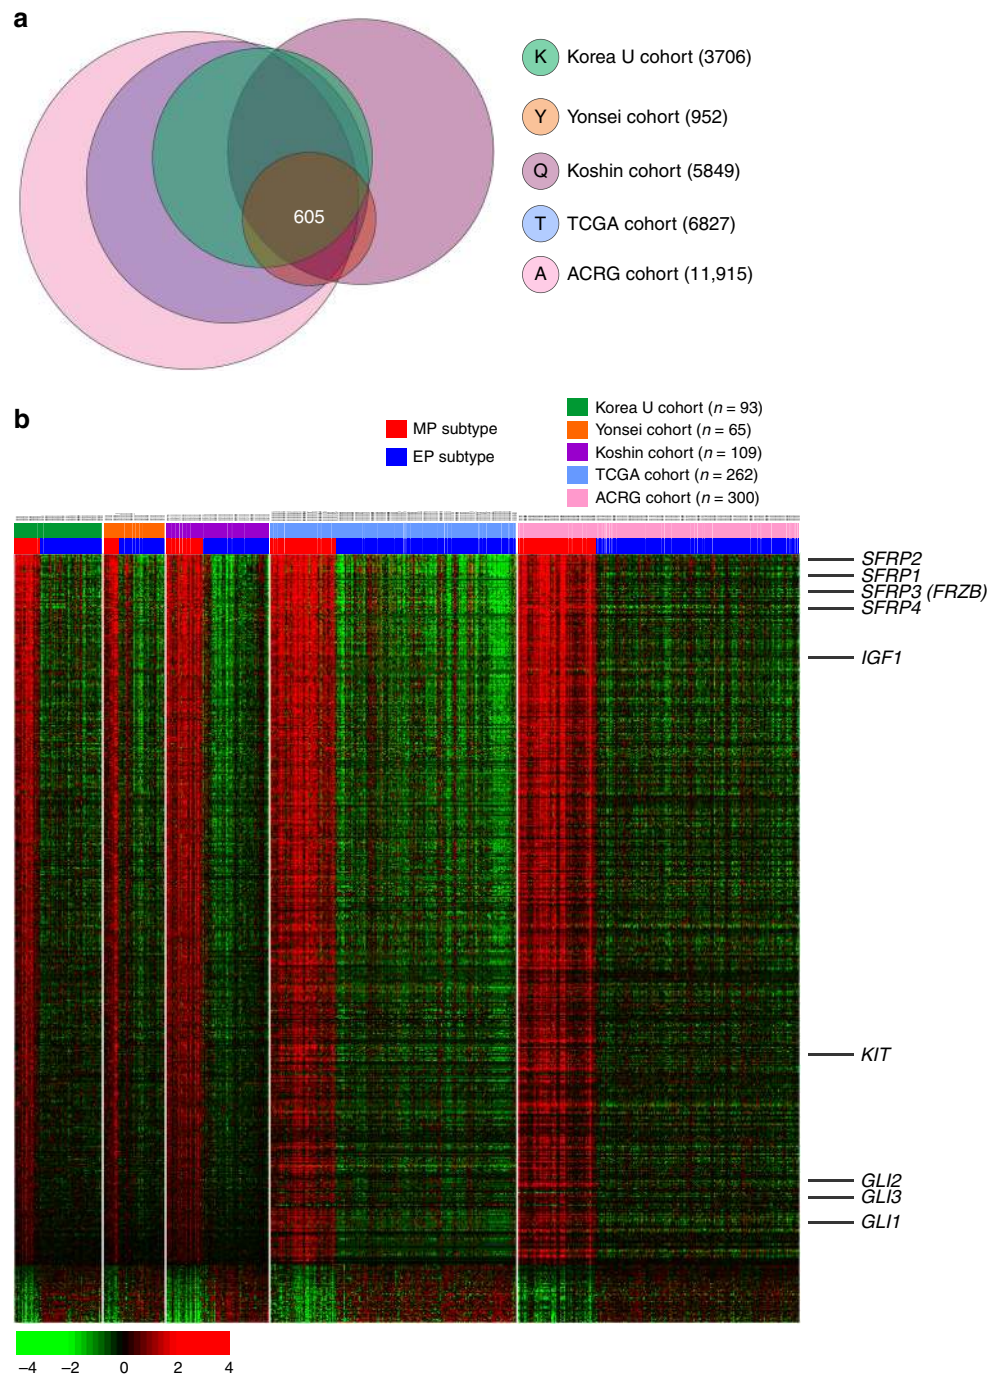 a
605
K Korea U cohort (3706)
Y Yonsei cohort (952)
Q Koshin cohort (5849)
T TCGA cohort (6827)
A ACRG cohort (11,915)
b
MP subtype
EP subtype
Korea U cohort (n = 93)
Yonsei cohort (n = 65)
Koshin cohort (n = 109)
TCGA cohort (n = 262)
ACRG cohort (n = 300)
SFRP2
SFRP1
SFRP3 (FRZB)
SFRP4
IGF1
KIT
GLI2
GLI3
GLI1
–4 –2 0 2 4